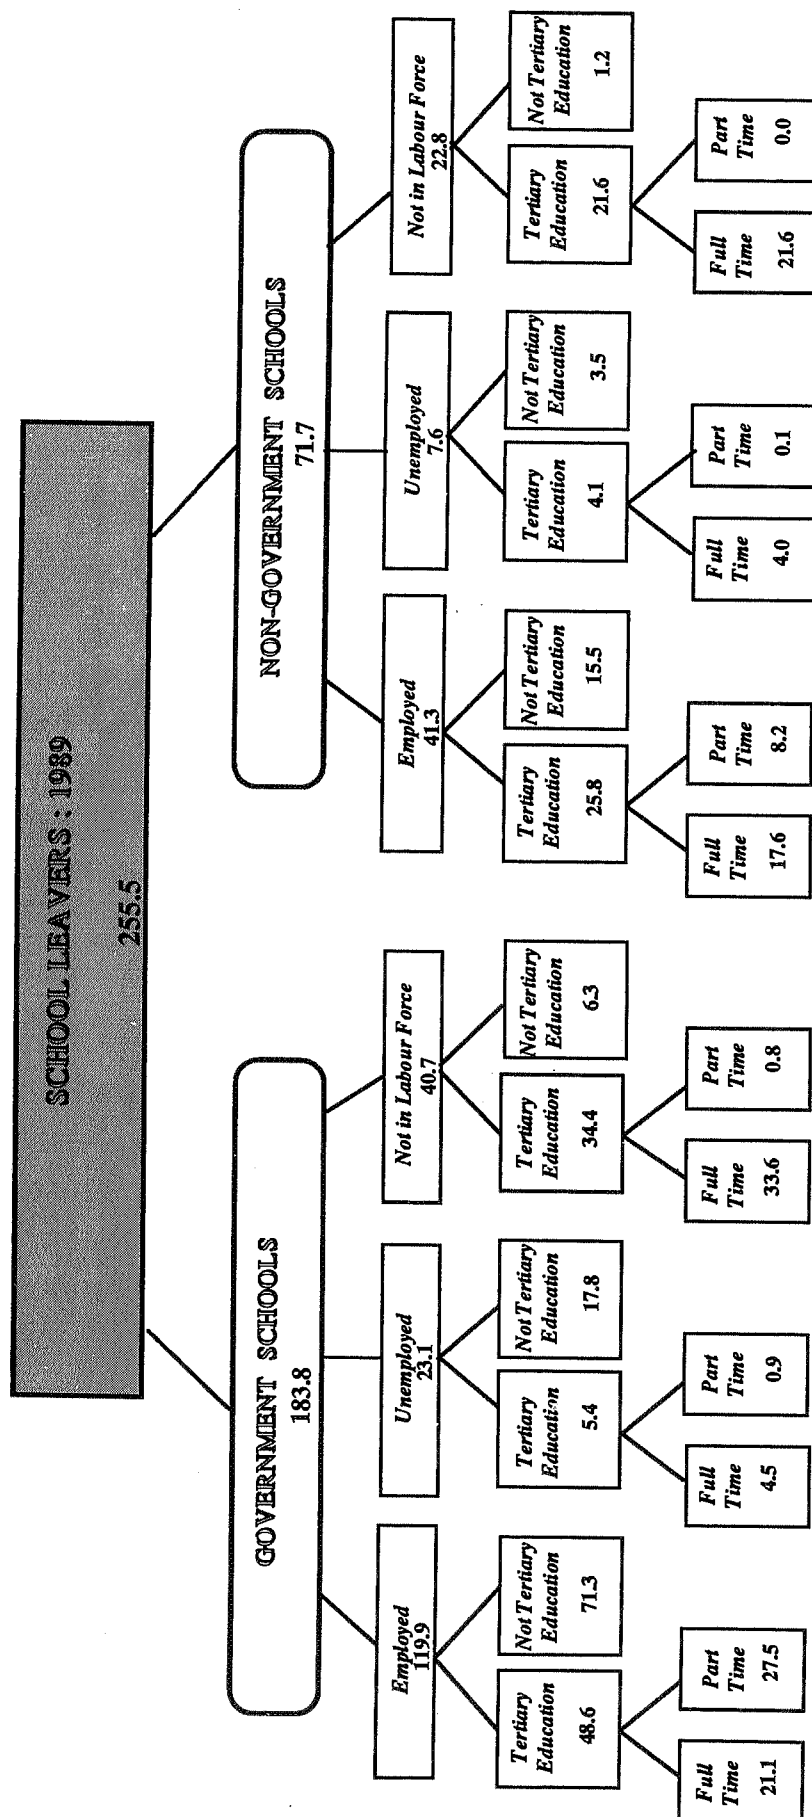 SCHOOL LEAVERS : 1989
255.5
GOVERNMENT SCHOOLS
183.8
NON-GOVERNMENT SCHOOLS
71.7
Employed
119.9
Unemployed
23.1
Not in Labour Force
40.7
Employed
41.3
Unemployed
7.6
Not in Labour Force
22.8
Tertiary
Education
48.6
Not Tertiary
Education
71.3
Tertiary
Education
5.4
Not Tertiary
Education
17.8
Tertiary
Education
34.4
Not Tertiary
Education
6.3
Tertiary
Education
25.8
Not Tertiary
Education
15.5
Tertiary
Education
4.1
Not Tertiary
Education
3.5
Tertiary
Education
21.6
Not Tertiary
Education
1.2
Full
Time
21.1
Part
Time
27.5
Full
Time
4.5
Part
Time
0.9
Full
Time
33.6
Part
Time
0.8
Full
Time
17.6
Part
Time
8.2
Full
Time
4.0
Part
Time
0.1
Full
Time
21.6
Part
Time
0.0